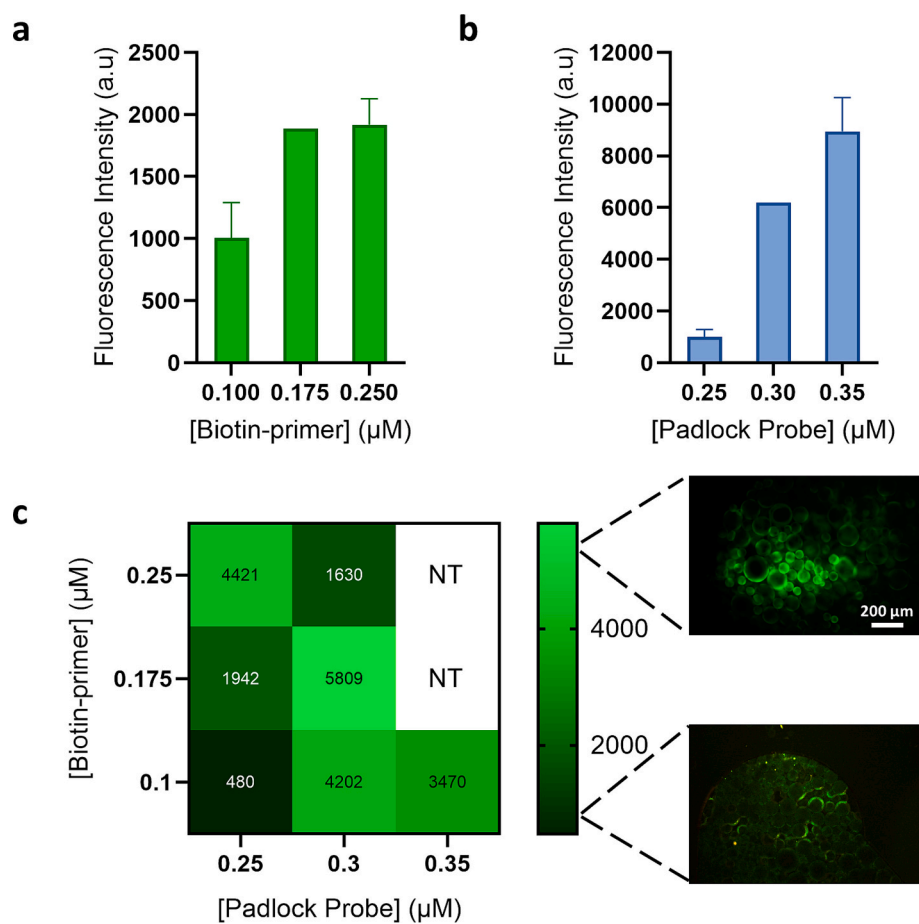 a
2500
2000
1500
1000
500
0
Fluorescence Intensity (a.u)
0.100 0.175 0.250
[Biotin-primer] (µM)
b
12000
10000
8000
6000
4000
2000
0
Fluorescence Intensity (a.u)
0.25 0.30 0.35
[Padlock Probe] (µM)
c
[Biotin-primer] (µM)
0.25 4421 1630 NT
0.175 1942 5809 NT
0.1 480 4202 3470
0.25 0.3 0.35
[Padlock Probe] (µM)
4000
2000
200 µm